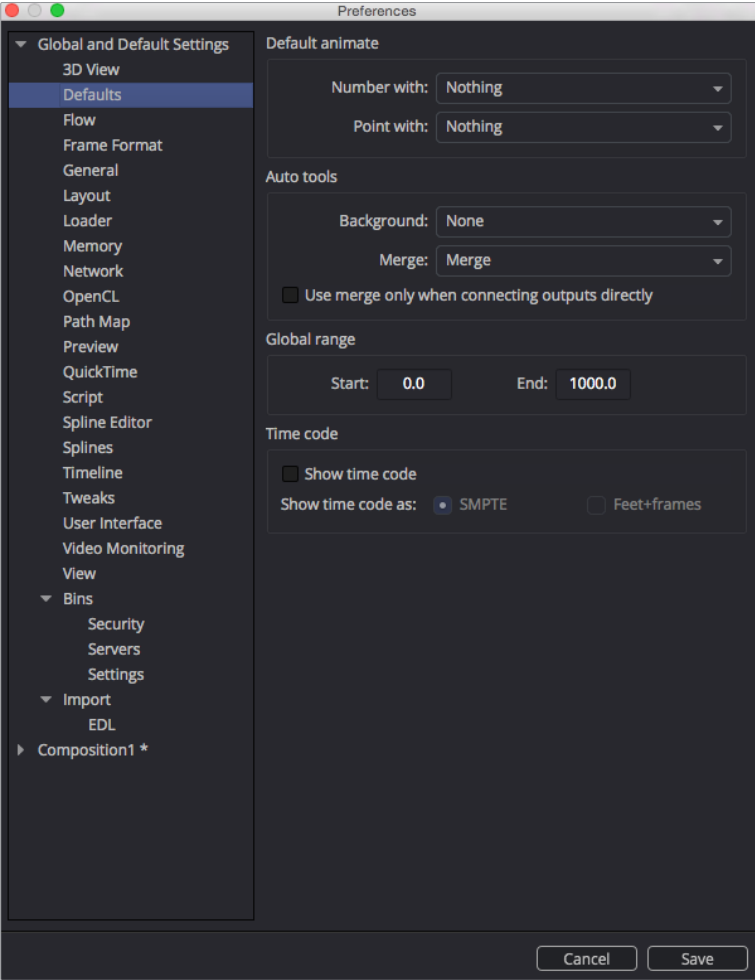 Preferences
Global and Default Settings
3D View
Defaults
Flow
Frame Format
General
Layout
Loader
Memory
Network
OpenCL
Path Map
Preview
QuickTime
Script
Spline Editor
Splines
Timeline
Tweaks
User Interface
Video Monitoring
View
Bins
Security
Servers
Settings
Import
EDL
Composition1 *
Default animate
Number with: Nothing
Point with: Nothing
Auto tools
Background: None
Merge: Merge
Use merge only when connecting outputs directly
Global range
Start: 0.0 End: 1000.0
Time code
Show time code
Show time code as: SMPTE Feet+frames
Cancel Save